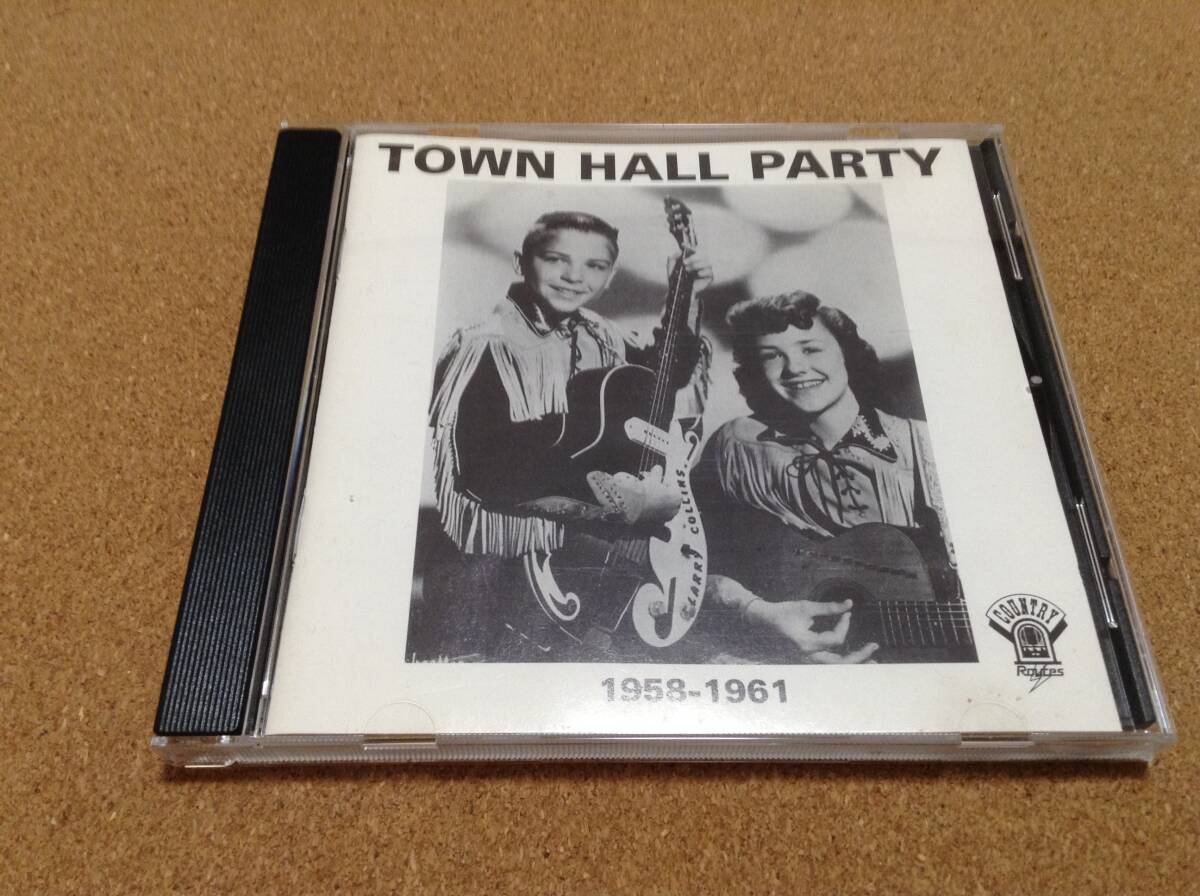 TOWN HALL PARTY
LARRY COLLINS
1958-1961
COUNTRY
Routes